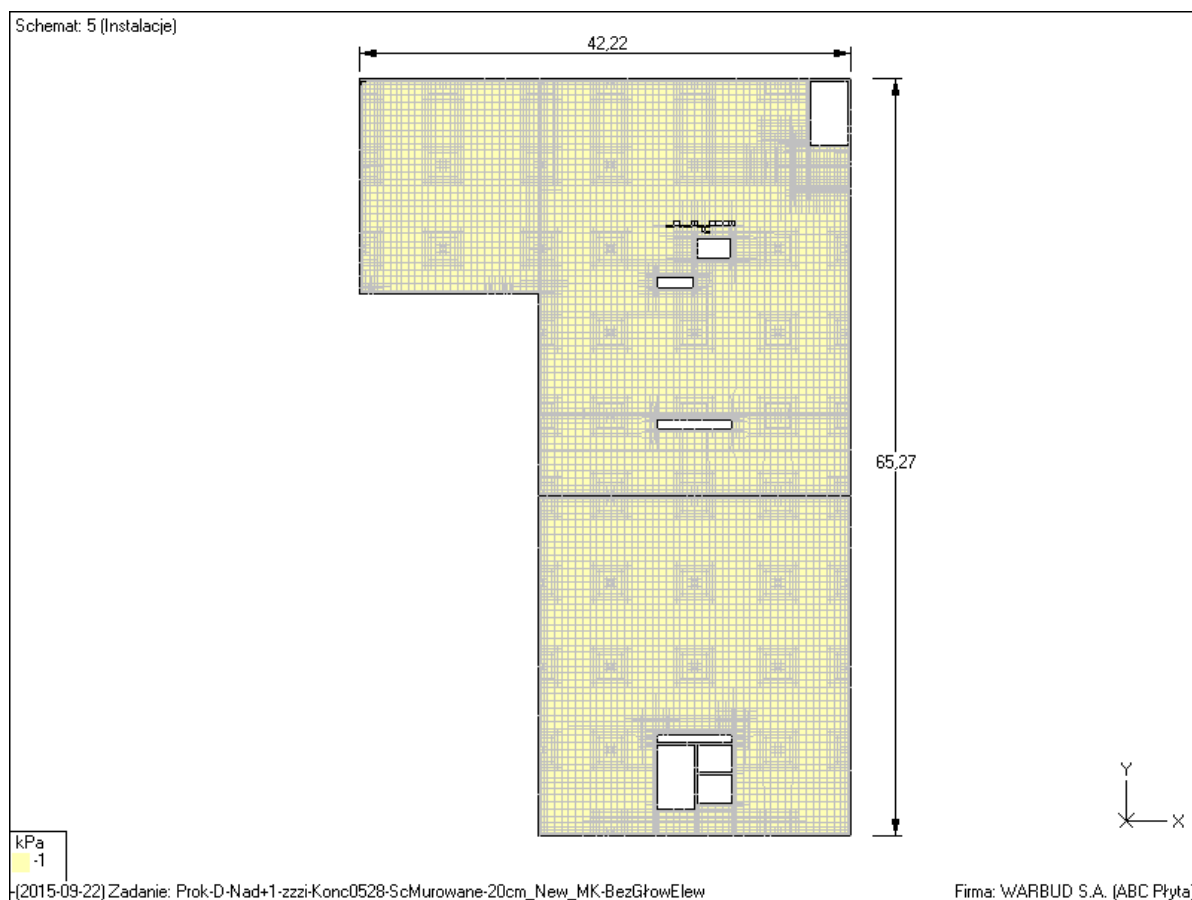 Schemat: 5 (Instalacje)
42,22
65,27
Y
X
kPa
-1
-(2015-09-22) Zadanie: Prok-D-Nad+1-zzzi-Konc0528-ScMurowane-20cm_New_MK-BezGłowElew
Firma: WARBUD S.A. (ABC Płyta)